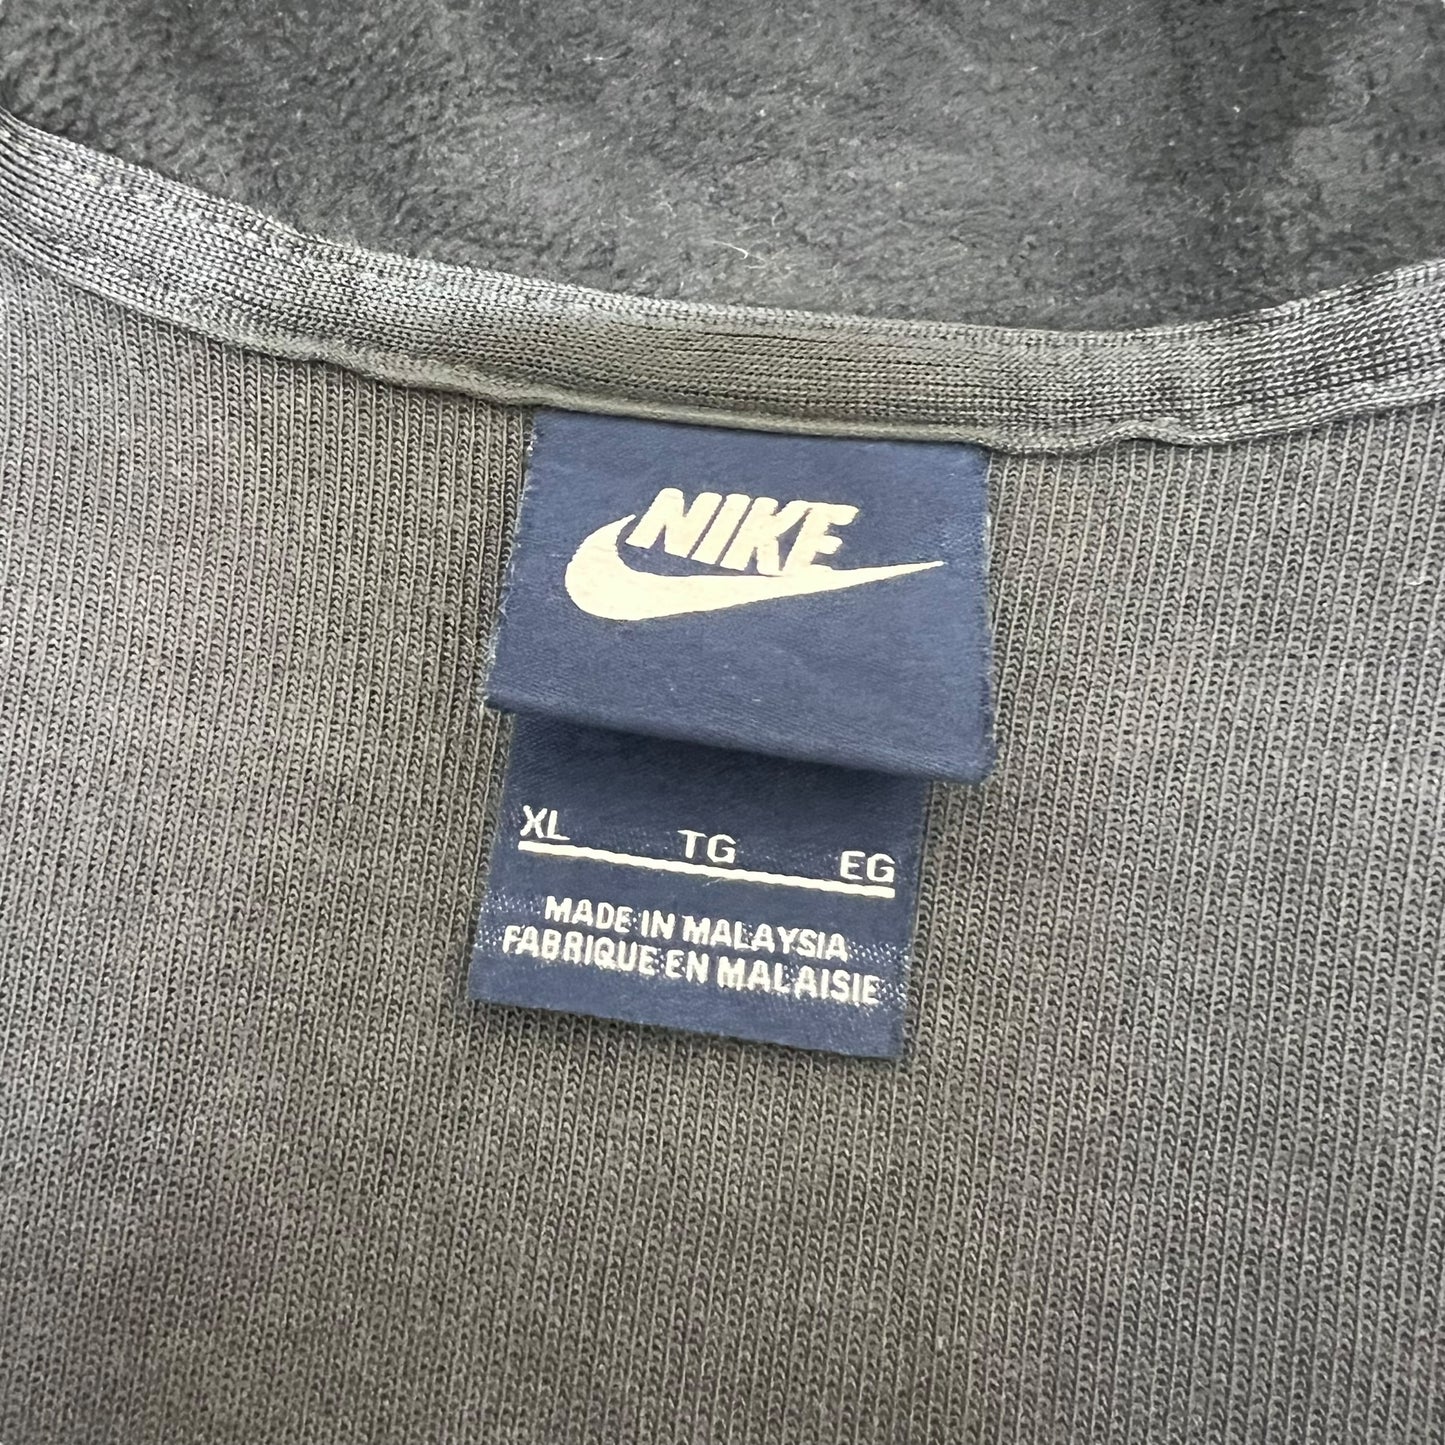 NIKE
XL TG EG
MADE IN MALAYSIA
FABRIQUE EN MALAISIE